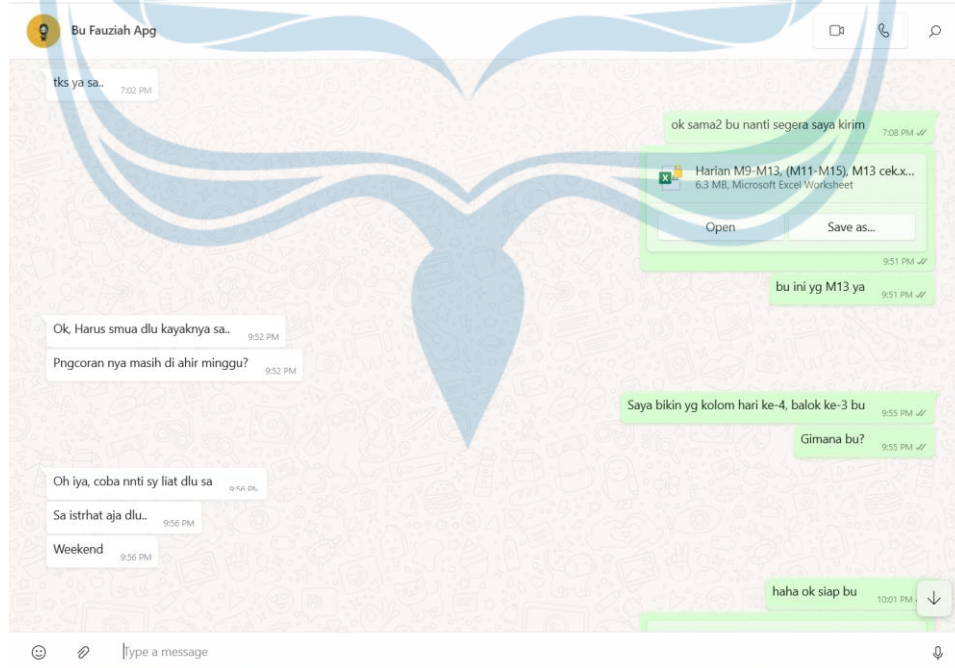 Bu Fauziah Apg
tks ya sa..
7:02 PM
ok sama2 bu nanti segera saya kirim
7:08 PM
Harian M9-M13, (M11-M15), M13 cek.x...
6.3 MB, Microsoft Excel Worksheet
Open
Save as...
9:51 PM
bu ini yg M13 ya
9:51 PM
Ok, Harus smua dlu kayaknya sa..
9:52 PM
Pngcoran nya masih di ahir minggu?
9:52 PM
Saya bikin yg kolom hari ke-4, balok ke-3 bu
9:55 PM
Gimana bu?
9:55 PM
Oh iya, coba nnti sy liat dlu sa
9:56 PM
Sa istrhat aja dlu..
9:56 PM
Weekend
9:56 PM
haha ok siap bu
10:01 PM
Type a message